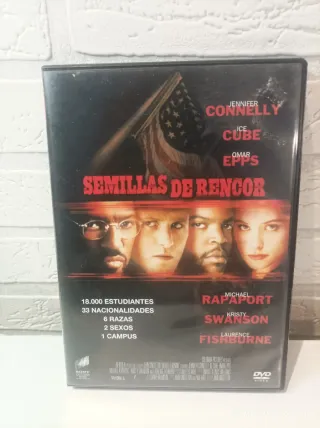 JENNIFER
CONNELLY
ICE
CUBE
OMAR
EPPS
SEMILLAS DE RENCOR
MICHAEL
RAPAPORT
KRISTY
SWANSON
LAURENCE
FISHBURNE
18.000 ESTUDIANTES
33 NACIONALIDADES
6 RAZAS
2 SEXOS
1 CAMPUS
DVD